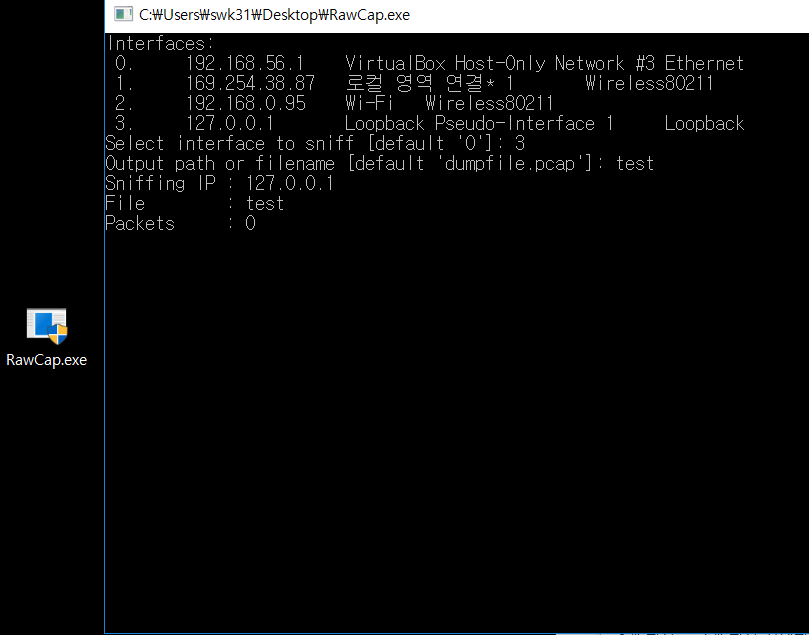 C:₩Users₩swk31₩Desktop₩RawCap.exe
Interfaces:
0. 192.168.56.1 VirtualBox Host-Only Network #3 Ethernet
1. 169.254.38.87 로컬 영역 연결* 1 Wireless80211
2. 192.168.0.95 Wi-Fi Wireless80211
3. 127.0.0.1 Loopback Pseudo-Interface 1 Loopback
Select interface to sniff [default '0']: 3
Output path or filename [default 'dumpfile.pcap']: test
Sniffing IP : 127.0.0.1
File : test
Packets : 0
RawCap.exe